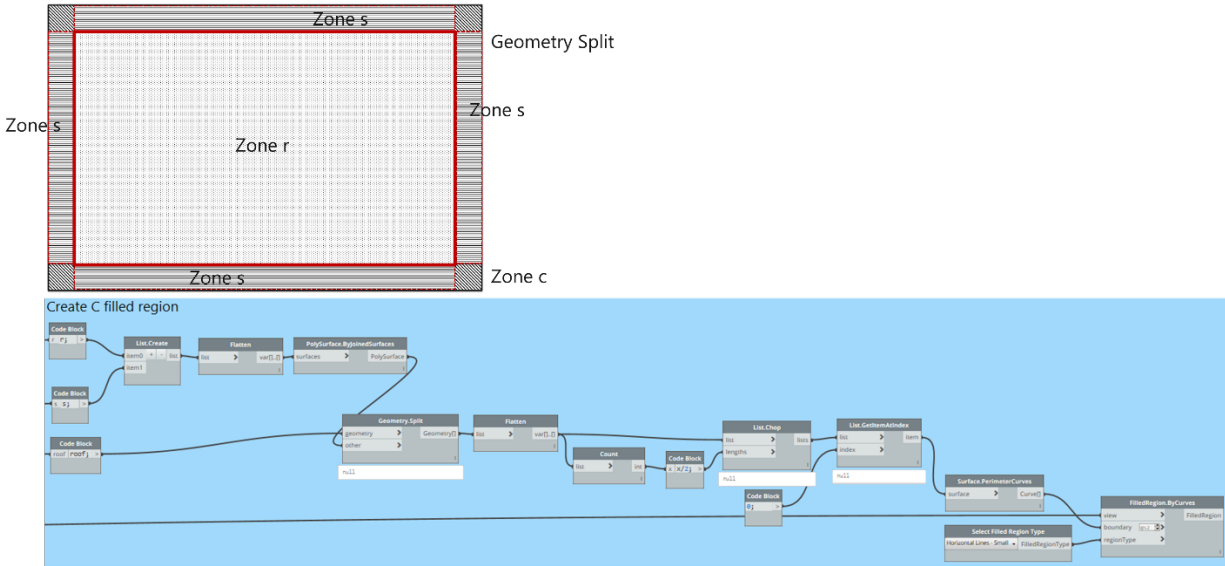 Zone s
Geometry Split
Zone s
Zone s
Zone r
Zone s
Zone c
Create C filled region
Code Block
r r; >
List.Create
item0 + - list
item1
Flatten
list > var[]..[]
PolySurface.ByJoinedSurfaces
surfaces > PolySurface
Code Block
s s; >
Code Block
roof roof; >
Geometry.Split
geometry > Geometry[]
other >
null
Flatten
list > var[]..[]
Count
list > int
Code Block
x x/2; >
List.Chop
list > lists
lengths >
null
List.GetItemAtIndex
list > item
index >
null
Code Block
0; >
Surface.PerimeterCurves
surface > Curve[]
Select Filled Region Type
Horizontal Lines - Small FilledRegionType
FilledRegion.ByCurves
view > FilledRegion
boundary >
regionType >